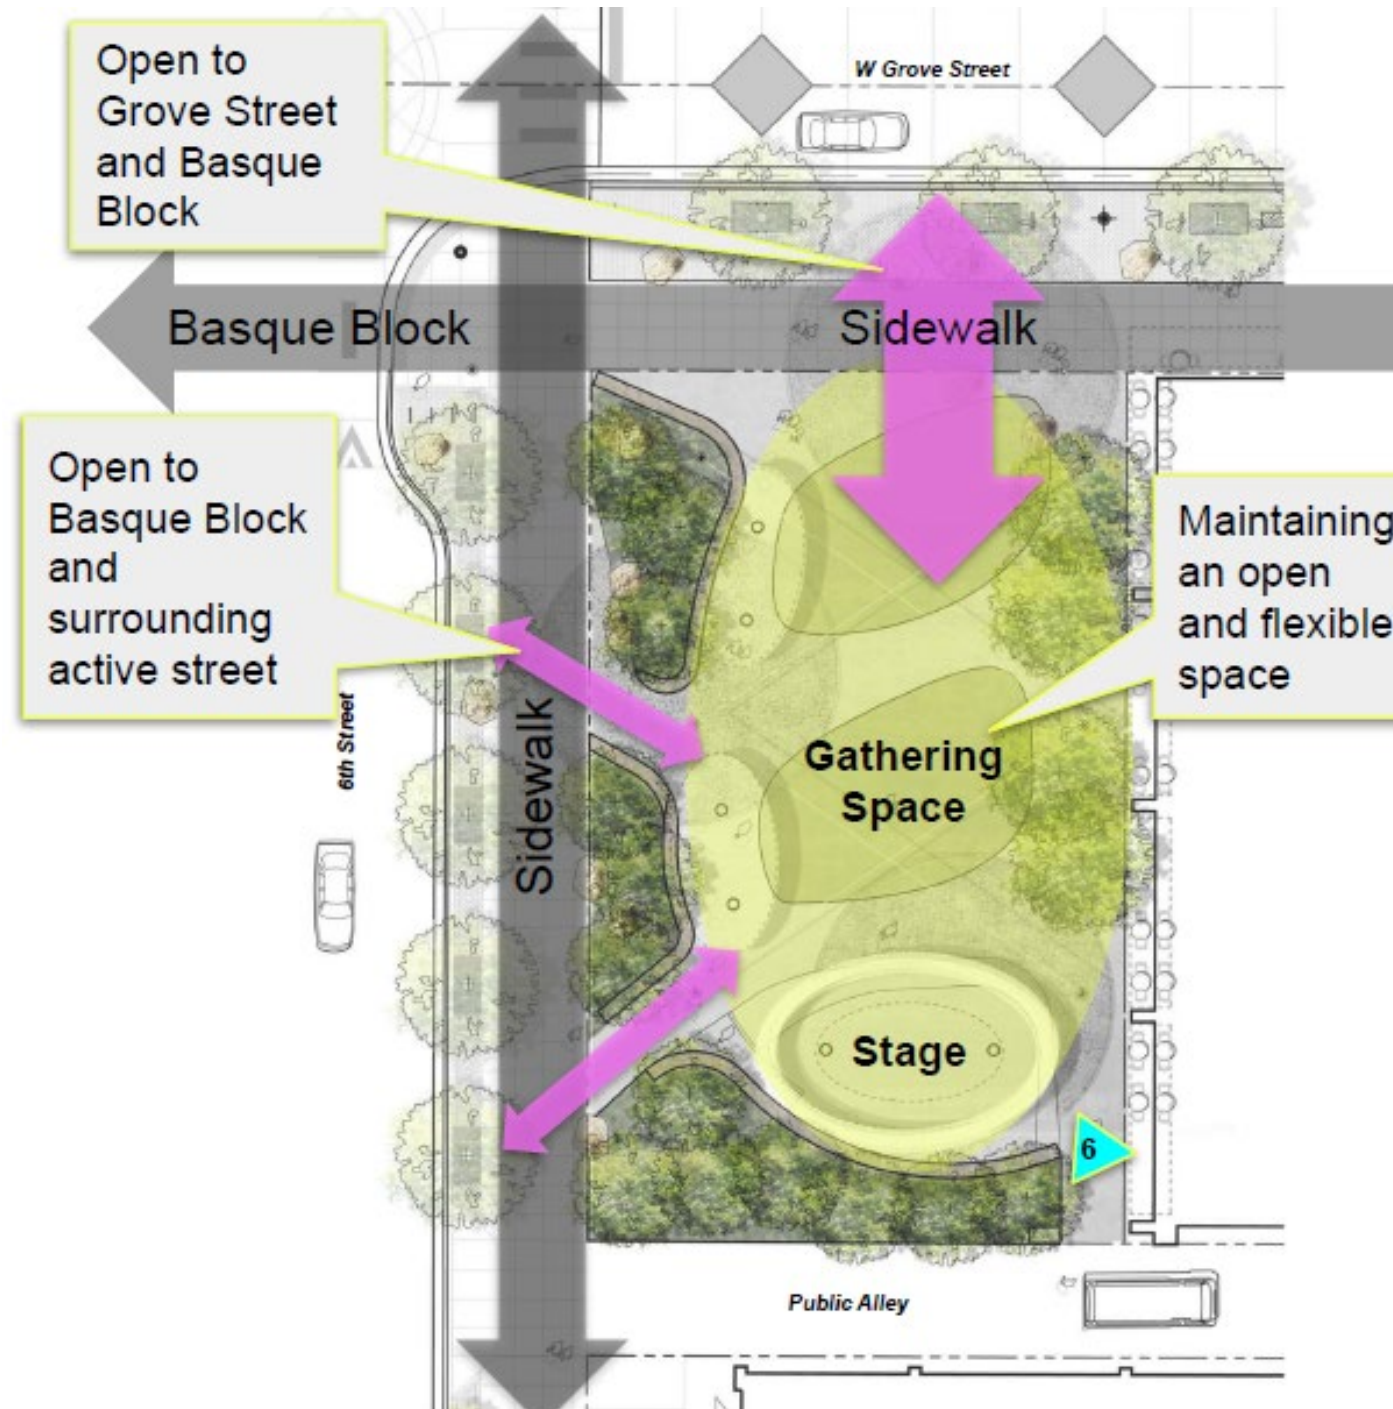 Open to
Grove Street
and Basque
Block
W Grove Street
Basque Block
Sidewalk
Open to
Basque Block
and
surrounding
active street
Maintaining
an open
and flexible
space
6th Street
Sidewalk
Gathering
Space
Stage
6
Public Alley